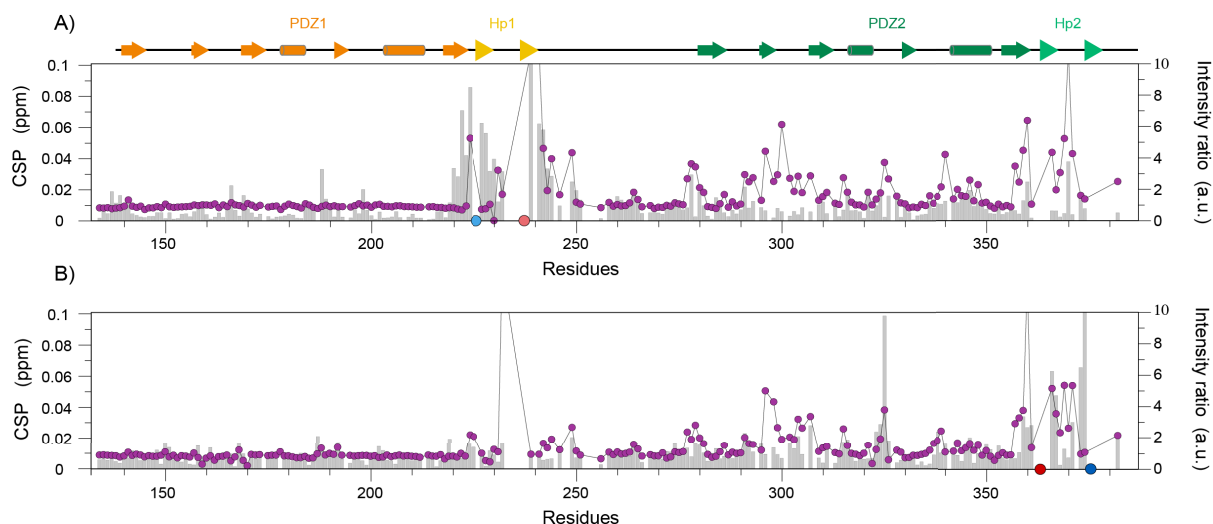 A) PDZ1 Hp1 PDZ2 Hp2
0.1
0.08
0.06
0.04
0.02
0
CSP (ppm)
10
8
6
4
2
0
Intensity ratio (a.u.)
150 200 250 300 350
Residues
B)
0.1
0.08
0.06
0.04
0.02
0
CSP (ppm)
10
8
6
4
2
0
Intensity ratio (a.u.)
150 200 250 300 350
Residues